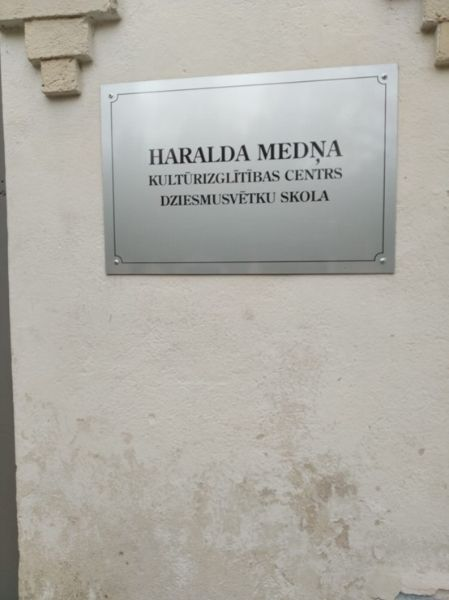 HARALDA MEDŅA
KULTŪRIZGLĪTĪBAS CENTRS
DZIESMUSVĒTKU SKOLA